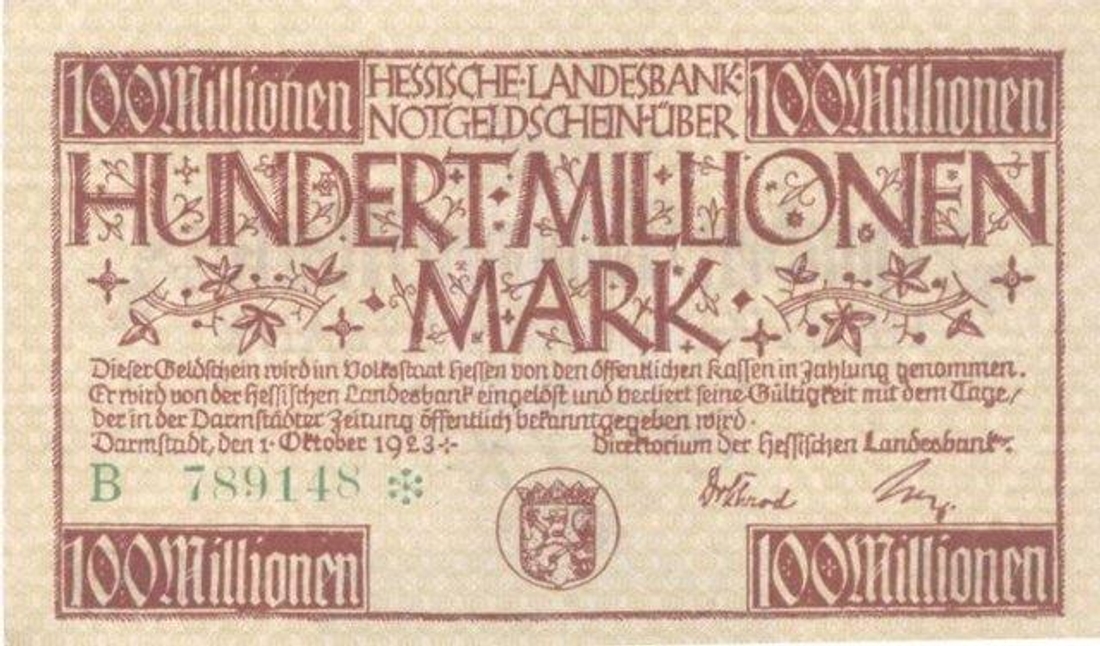 100 Millionen
HESSISCHE·LANDESBANK·
100 Millionen
NOTGELDSCHEIN·ÜBER
HUNDERT·MILLIONEN
MARK
Dieser Geldschein wird im Volksstaat Hessen von den öffentlichen Kassen in Zahlung genommen.
Er wird von der Hessischen Landesbank eingelöst und verliert seine Gültigkeit mit dem Tage,
der in der Darmstädter Zeitung öffentlich bekanntgegeben wird.
Darmstadt, den 1. Oktober 1923
Direktorium der Hessischen Landesbank
B 789148 *
100 Millionen
100 Millionen